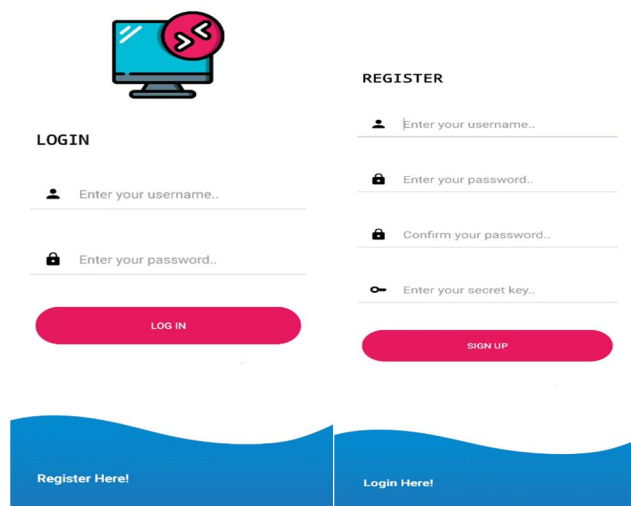 LOGIN
Enter your username..
Enter your password..
LOG IN
Register Here!
REGISTER
Enter your username..
Enter your password..
Confirm your password..
Enter your secret key..
SIGN UP
Login Here!